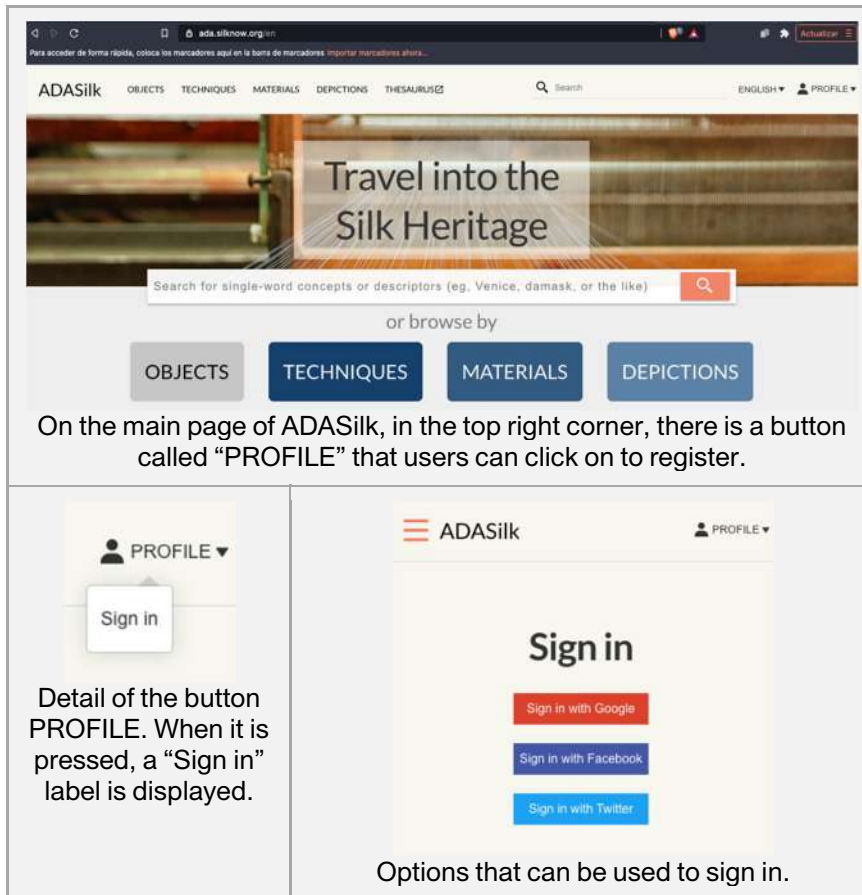 ada.silknow.org/en
Actualizar
Para acceder de forma rápida, coloca los marcadores aquí en la barra de marcadores Importar marcadores ahora...
ADASilk OBJECTS TECHNIQUES MATERIALS DEPICTIONS THESAURUS Search ENGLISH PROFILE
Travel into the
Silk Heritage
Search for single-word concepts or descriptors (eg, Venice, damask, or the like)
or browse by
OBJECTS TECHNIQUES MATERIALS DEPICTIONS
On the main page of ADASilk, in the top right corner, there is a button
called “PROFILE” that users can click on to register.
PROFILE
Sign in
Detail of the button
PROFILE. When it is
pressed, a “Sign in”
label is displayed.
ADASilk PROFILE
Sign in
Sign in with Google
Sign in with Facebook
Sign in with Twitter
Options that can be used to sign in.